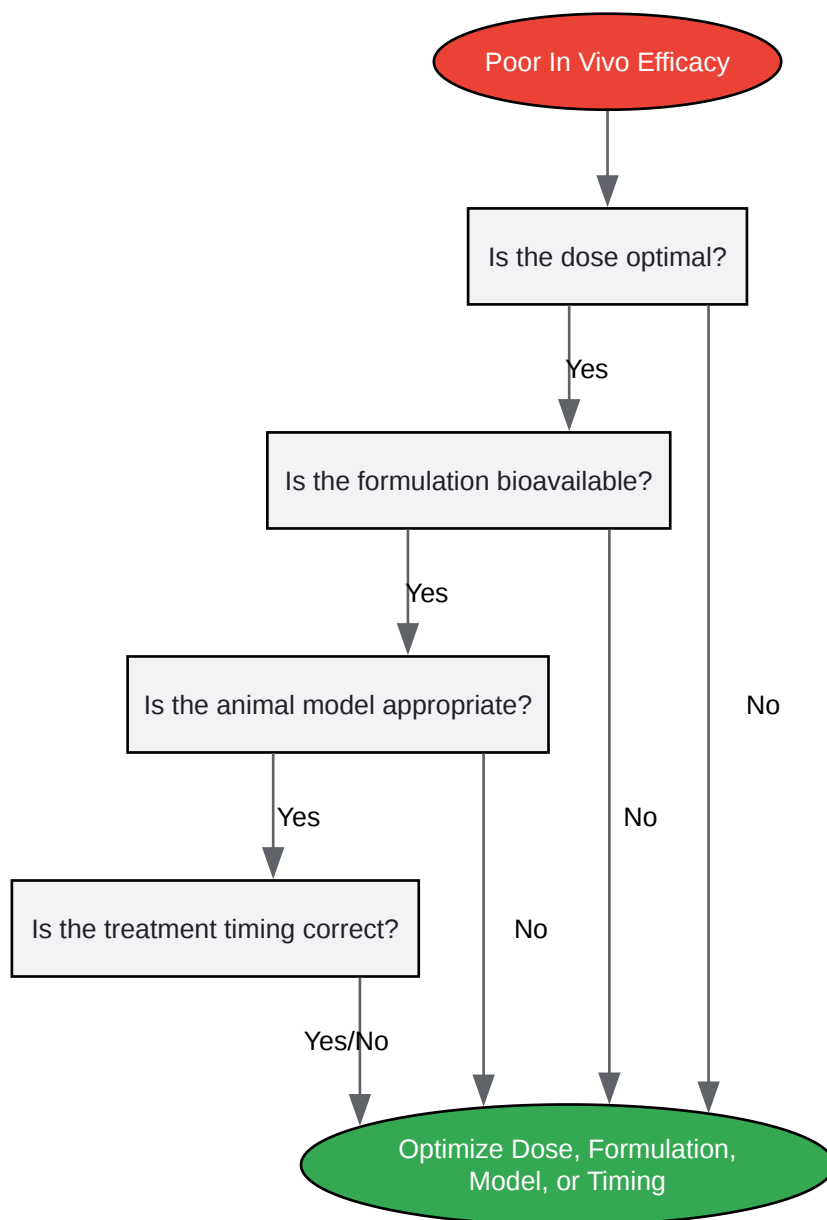 Poor In Vivo Efficacy
Is the dose optimal?
Yes
Is the formulation bioavailable?
Yes
Is the animal model appropriate?
No
Yes
No
Is the treatment timing correct?
No
Yes/No
Optimize Dose, Formulation,
Model, or Timing